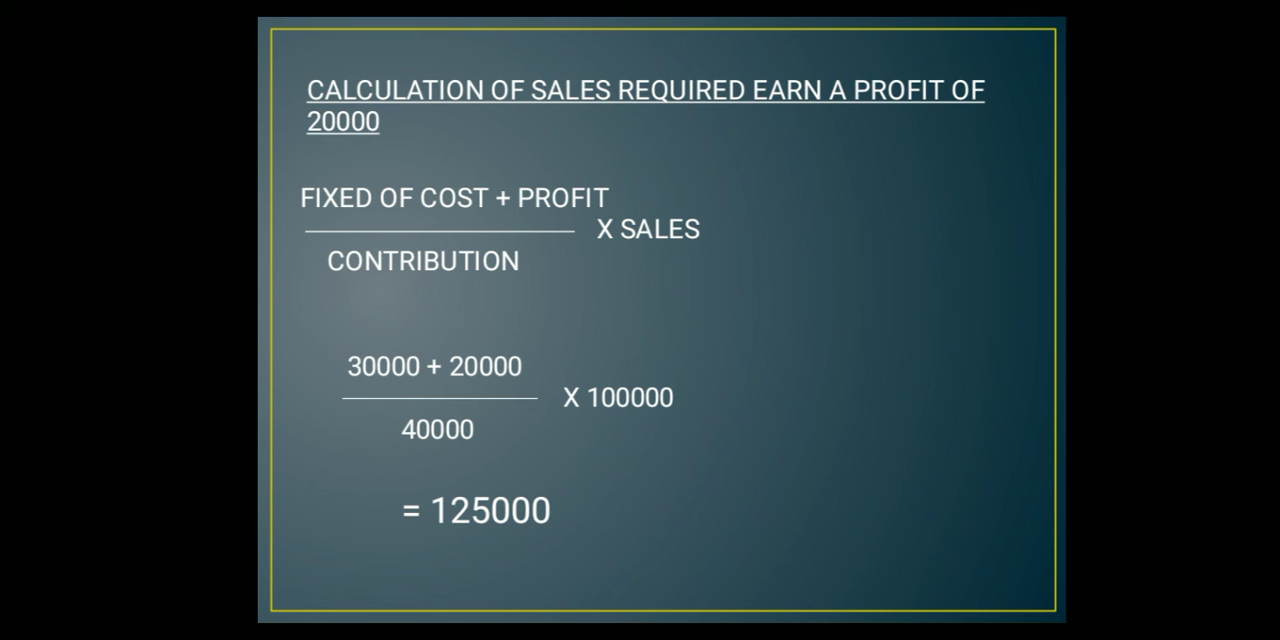 CALCULATION OF SALES REQUIRED EARN A PROFIT OF
20000
FIXED OF COST + PROFIT
X SALES
CONTRIBUTION
30000 + 20000
X 100000
40000
= 125000